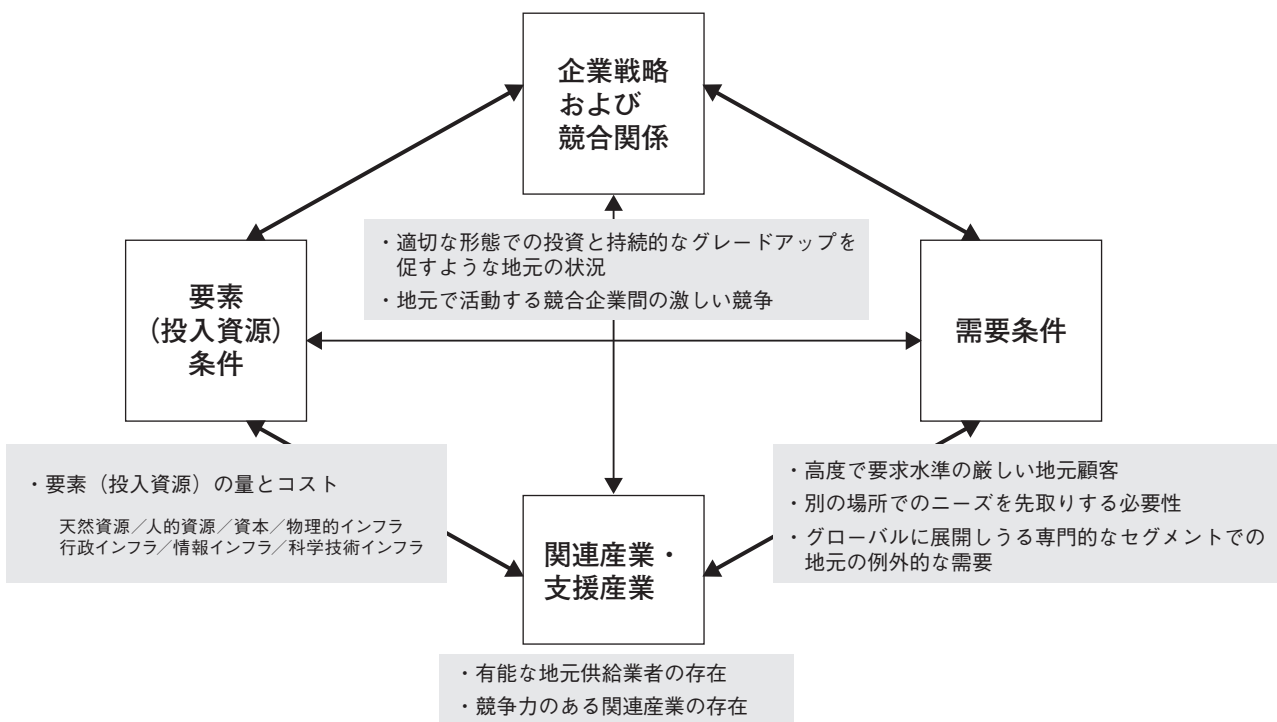 企業戦略
および
競合関係
・適切な形態での投資と持続的なグレードアップを
促すような地元の状況
・地元で活動する競合企業間の激しい競争
要素
(投入資源)
条件
需要条件
・要素(投入資源)の量とコスト
天然資源/人的資源/資本/物理的インフラ
行政インフラ/情報インフラ/科学技術インフラ
・高度で要求水準の厳しい地元顧客
・別の場所でのニーズを先取りする必要性
・グローバルに展開しうる専門的なセグメントでの
地元の例外的な需要
関連産業・
支援産業
・有能な地元供給業者の存在
・競争力のある関連産業の存在